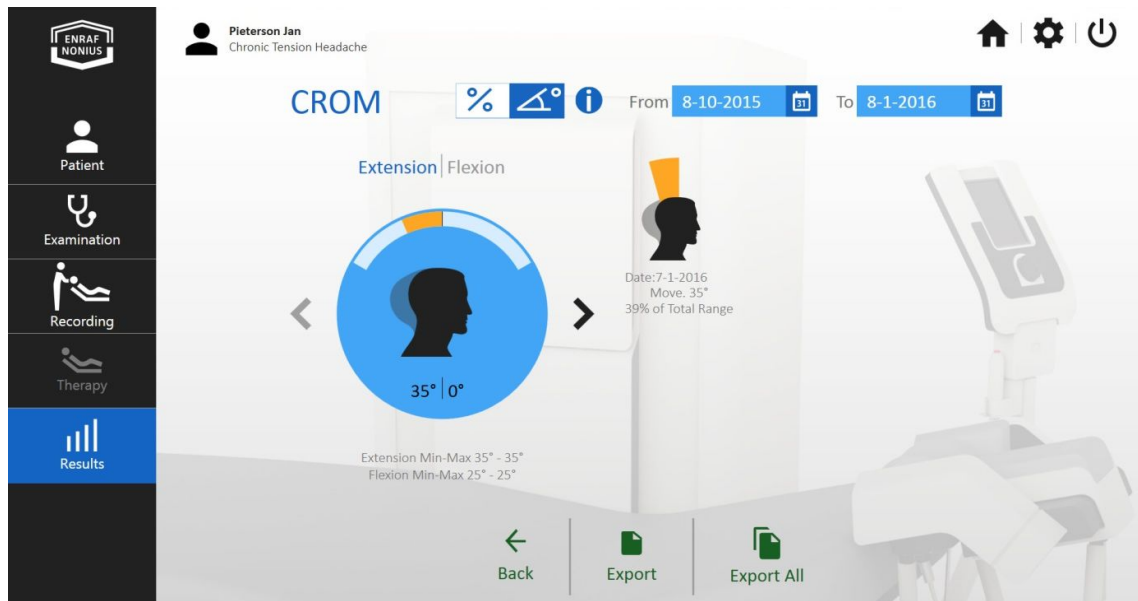 ENRAF
NONIUS
Pieterson Jan
Chronic Tension Headache
CROM
%
From 8-10-2015 31 To 8-1-2016 31
Patient
Examination
Recording
Therapy
Results
Extension Flexion
35° 0°
Extension Min-Max 35° - 35°
Flexion Min-Max 25° - 25°
Date:7-1-2016
Move. 35°
39% of Total Range
Back
Export
Export All